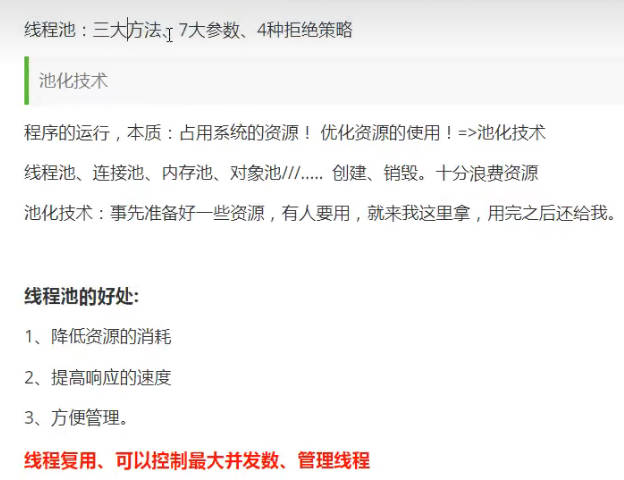 线程池：三大方法、7大参数、4种拒绝策略
池化技术
程序的运行，本质：占用系统的资源！ 优化资源的使用！=>池化技术
线程池、连接池、内存池、对象池///..... 创建、销毁。十分浪费资源
池化技术：事先准备好一些资源，有人要用，就来我这里拿，用完之后还给我。
线程池的好处:
1、降低资源的消耗
2、提高响应的速度
3、方便管理。
线程复用、可以控制最大并发数、管理线程